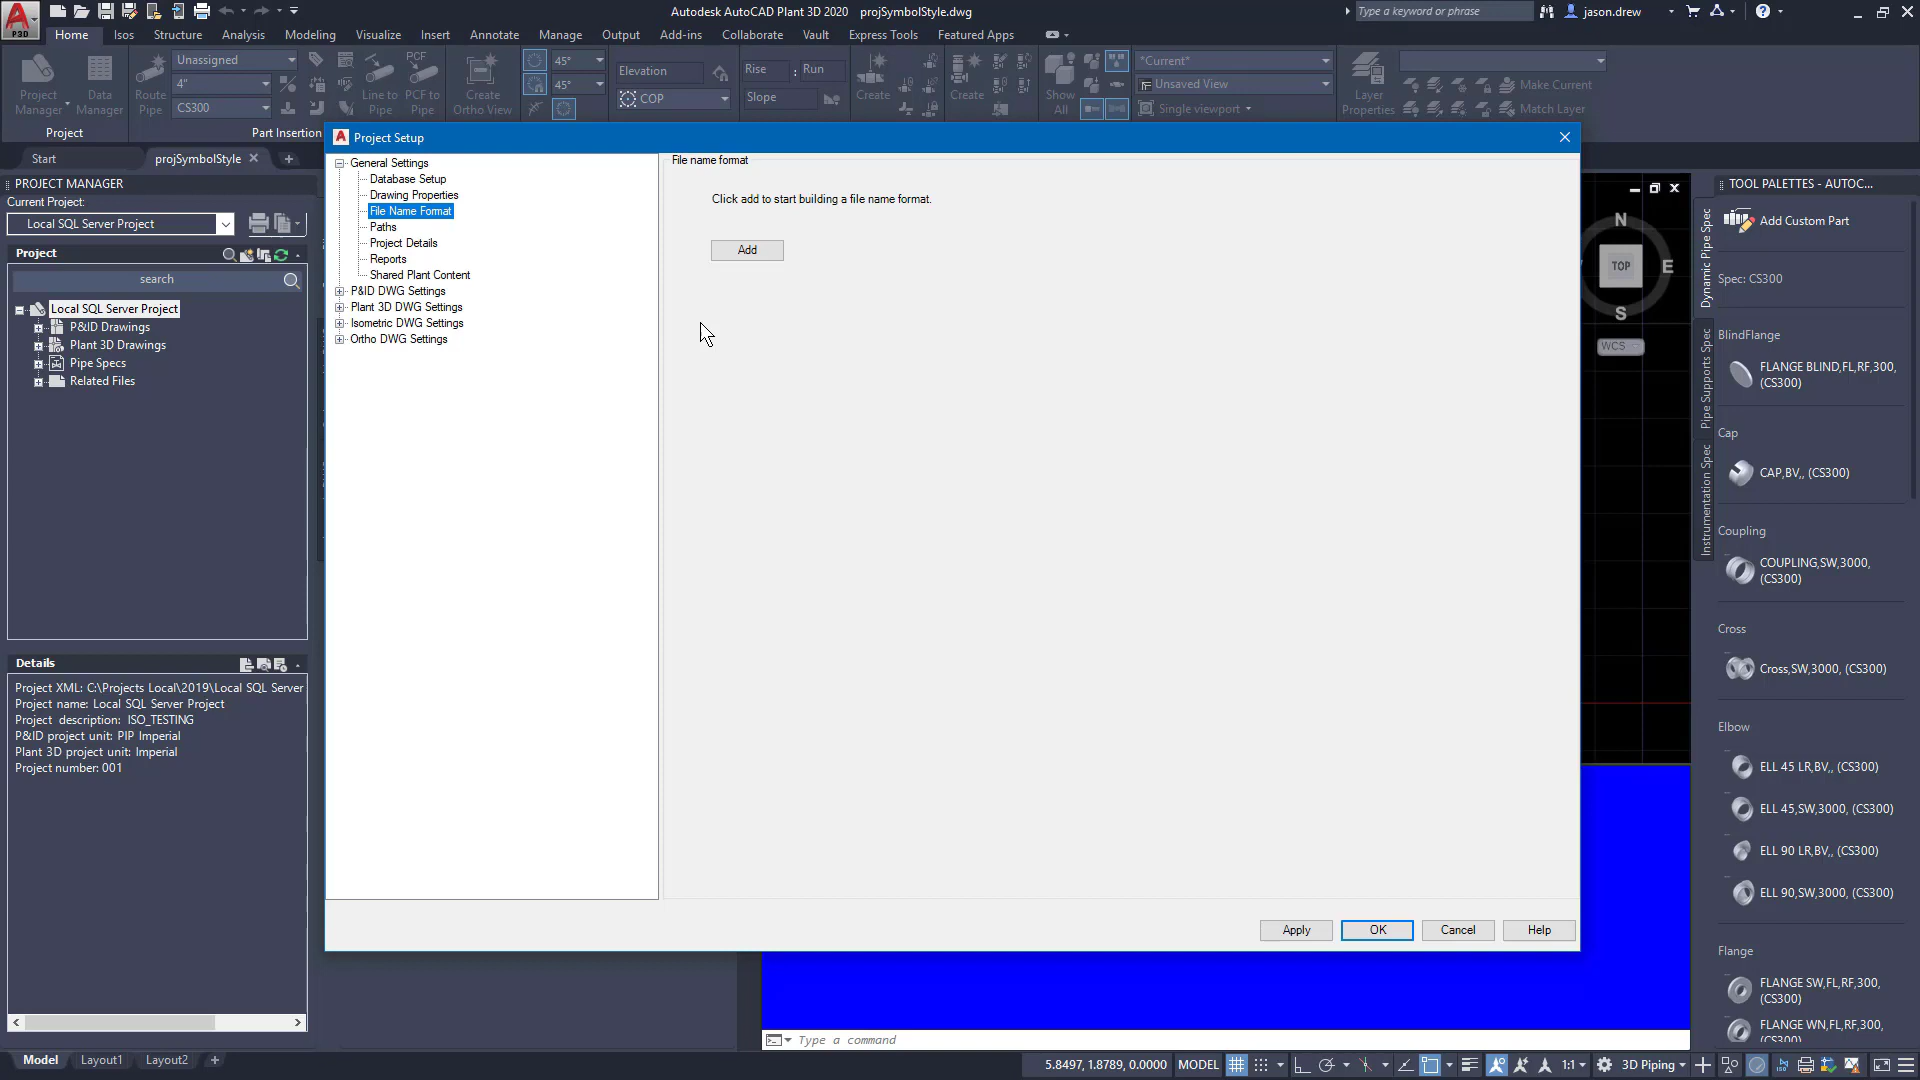 Autodesk AutoCAD Plant 3D 2020 projSymbolStyle.dwg
Type a keyword or phrase
jason.drew
P3D
Home Isos Structure Analysis Modeling Visualize Insert Annotate Manage Output Add-ins Collaborate Vault Express Tools Featured Apps
Project Manager
Data Manager
Route Pipe
Unassigned
4"
CS300
Line to Pipe
PCF
PCF to Pipe
Create Ortho View
45°
45°
Elevation
COP
Rise : Run
Slope
Create
Create
Show All
*Current*
Unsaved View
Single viewport
Layer Properties
Make Current
Match Layer
Project
Part Insertion
Start
projSymbolStyle
PROJECT MANAGER
Current Project:
Local SQL Server Project
Project
search
Local SQL Server Project
P&ID Drawings
Plant 3D Drawings
Pipe Specs
Related Files
Details
Project XML: C:\Projects Local\2019\Local SQL Server
Project name: Local SQL Server Project
Project description: ISO_TESTING
P&ID project unit: PIP Imperial
Plant 3D project unit: Imperial
Project number: 001
Model Layout1 Layout2
Project Setup
General Settings
Database Setup
Drawing Properties
File Name Format
Paths
Project Details
Reports
Shared Plant Content
P&ID DWG Settings
Plant 3D DWG Settings
Isometric DWG Settings
Ortho DWG Settings
File name format
Click add to start building a file name format.
Add
Apply
OK
Cancel
Help
N
TOP
E
S
WCS
TOOL PALETTES - AUTOC...
Dynamic Pipe Spec
Pipe Supports Spec
Instrumentation Spec
Add Custom Part
Spec: CS300
BlindFlange
FLANGE BLIND,FL,RF,300,
(CS300)
Cap
CAP,BV,, (CS300)
Coupling
COUPLING,SW,3000,
(CS300)
Cross
Cross,SW,3000, (CS300)
Elbow
ELL 45 LR,BV,, (CS300)
ELL 45,SW,3000, (CS300)
ELL 90 LR,BV,, (CS300)
ELL 90,SW,3000, (CS300)
Flange
FLANGE SW,FL,RF,300,
(CS300)
FLANGE WN,FL,RF,300,
(CS300)
Type a command
5.8497, 1.8789, 0.0000 MODEL
1:1
3D Piping